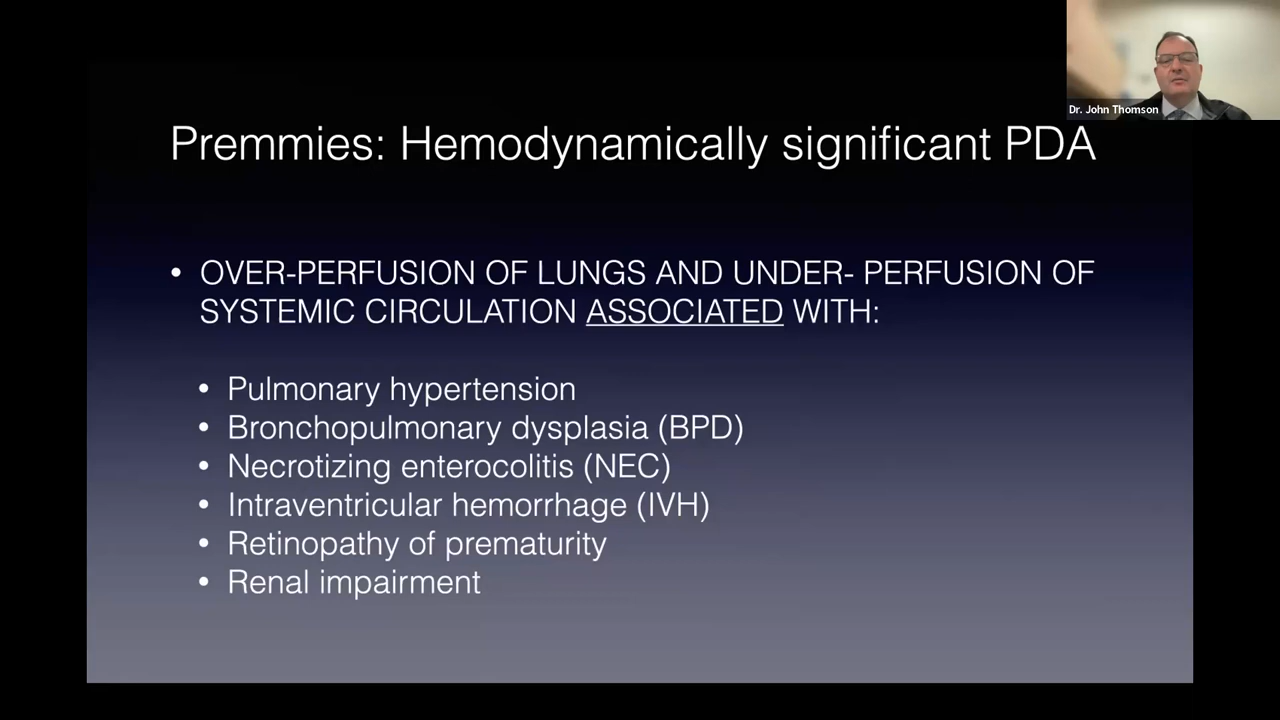 Dr. John Thomson
Premmies: Hemodynamically significant PDA
• OVER-PERFUSION OF LUNGS AND UNDER- PERFUSION OF
SYSTEMIC CIRCULATION ASSOCIATED WITH:
• Pulmonary hypertension
• Bronchopulmonary dysplasia (BPD)
• Necrotizing enterocolitis (NEC)
• Intraventricular hemorrhage (IVH)
• Retinopathy of prematurity
• Renal impairment